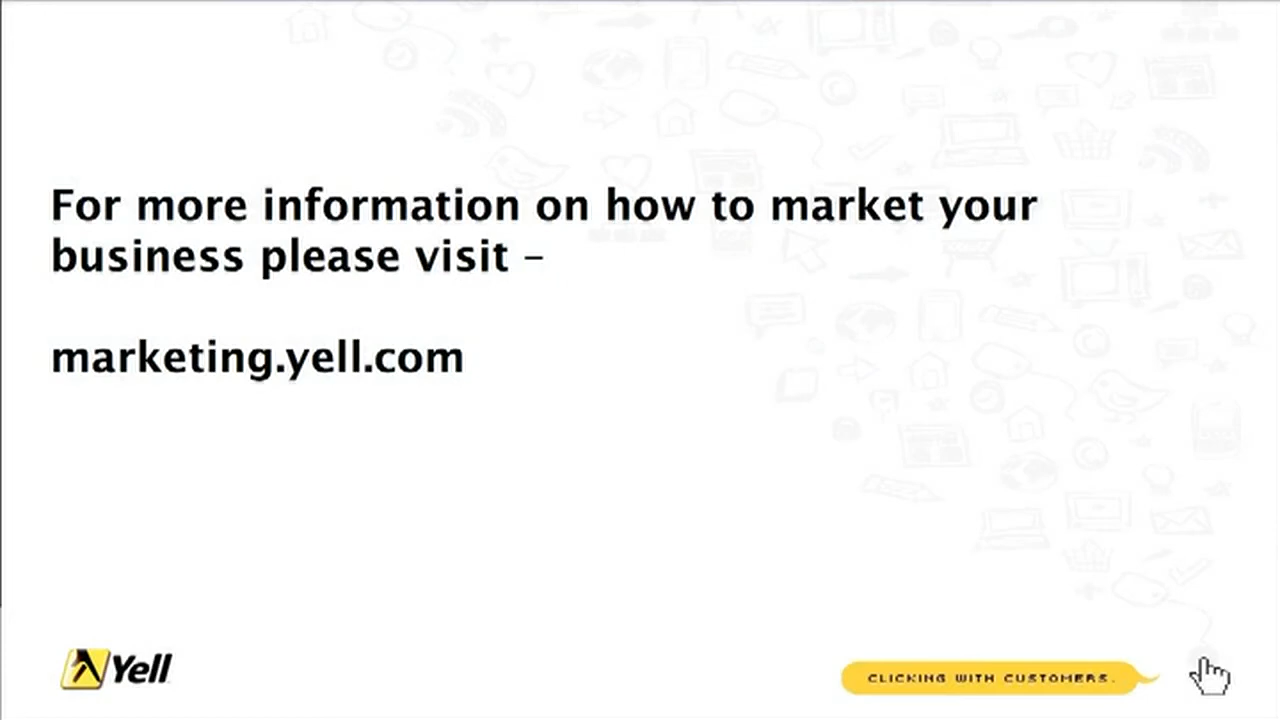 For more information on how to market your
business please visit –
marketing.yell.com
Yell
CLICKING WITH CUSTOMERS.